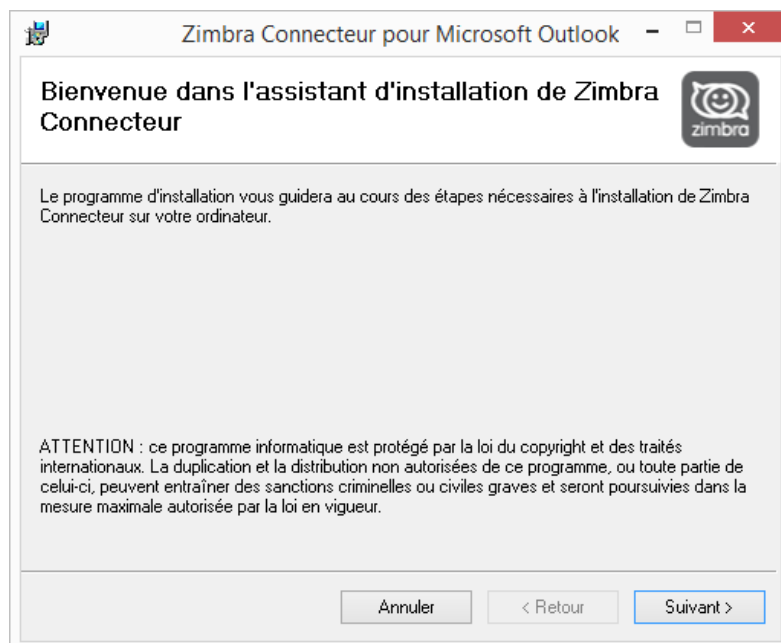 Zimbra Connecteur pour Microsoft Outlook
Bienvenue dans l'assistant d'installation de Zimbra
Connecteur
zimbra
Le programme d'installation vous guidera au cours des étapes nécessaires à l'installation de Zimbra
Connecteur sur votre ordinateur.
ATTENTION : ce programme informatique est protégé par la loi du copyright et des traités
internationaux. La duplication et la distribution non autorisées de ce programme, ou toute partie de
celui-ci, peuvent entraîner des sanctions criminelles ou civiles graves et seront poursuivies dans la
mesure maximale autorisée par la loi en vigueur.
Annuler < Retour Suivant >